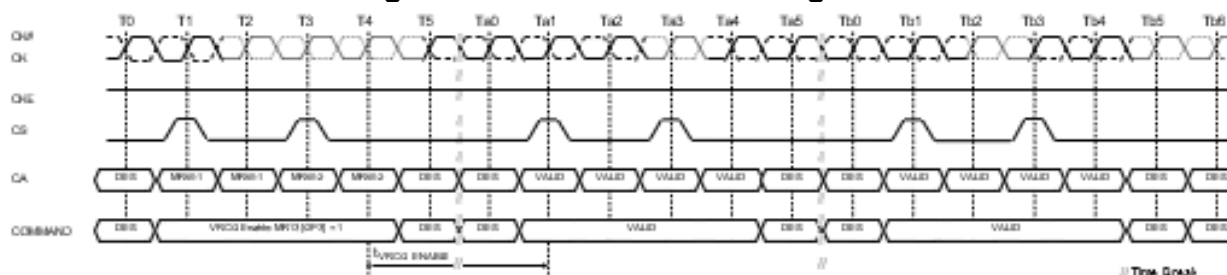 T0 T1 T2 T3 T4 T5 Ta0 Ta1 Ta2 Ta3 Ta4 Ta5 Tb0 Tb1 Tb2 Tb3 Tb4 Tb5 Tb6
CK#
CK
CKE
CS
CA DES MRW-1 MRW-1 MRW-2 MRW-2 DES DES VALID VALID VALID VALID DES DES VALID VALID VALID VALID DES DES
COMMAND DES VRCG Enable MR13 [OP3] = 1 DES DES VALID DES DES VALID DES DES
tVRCG ENABLE
// Time Break